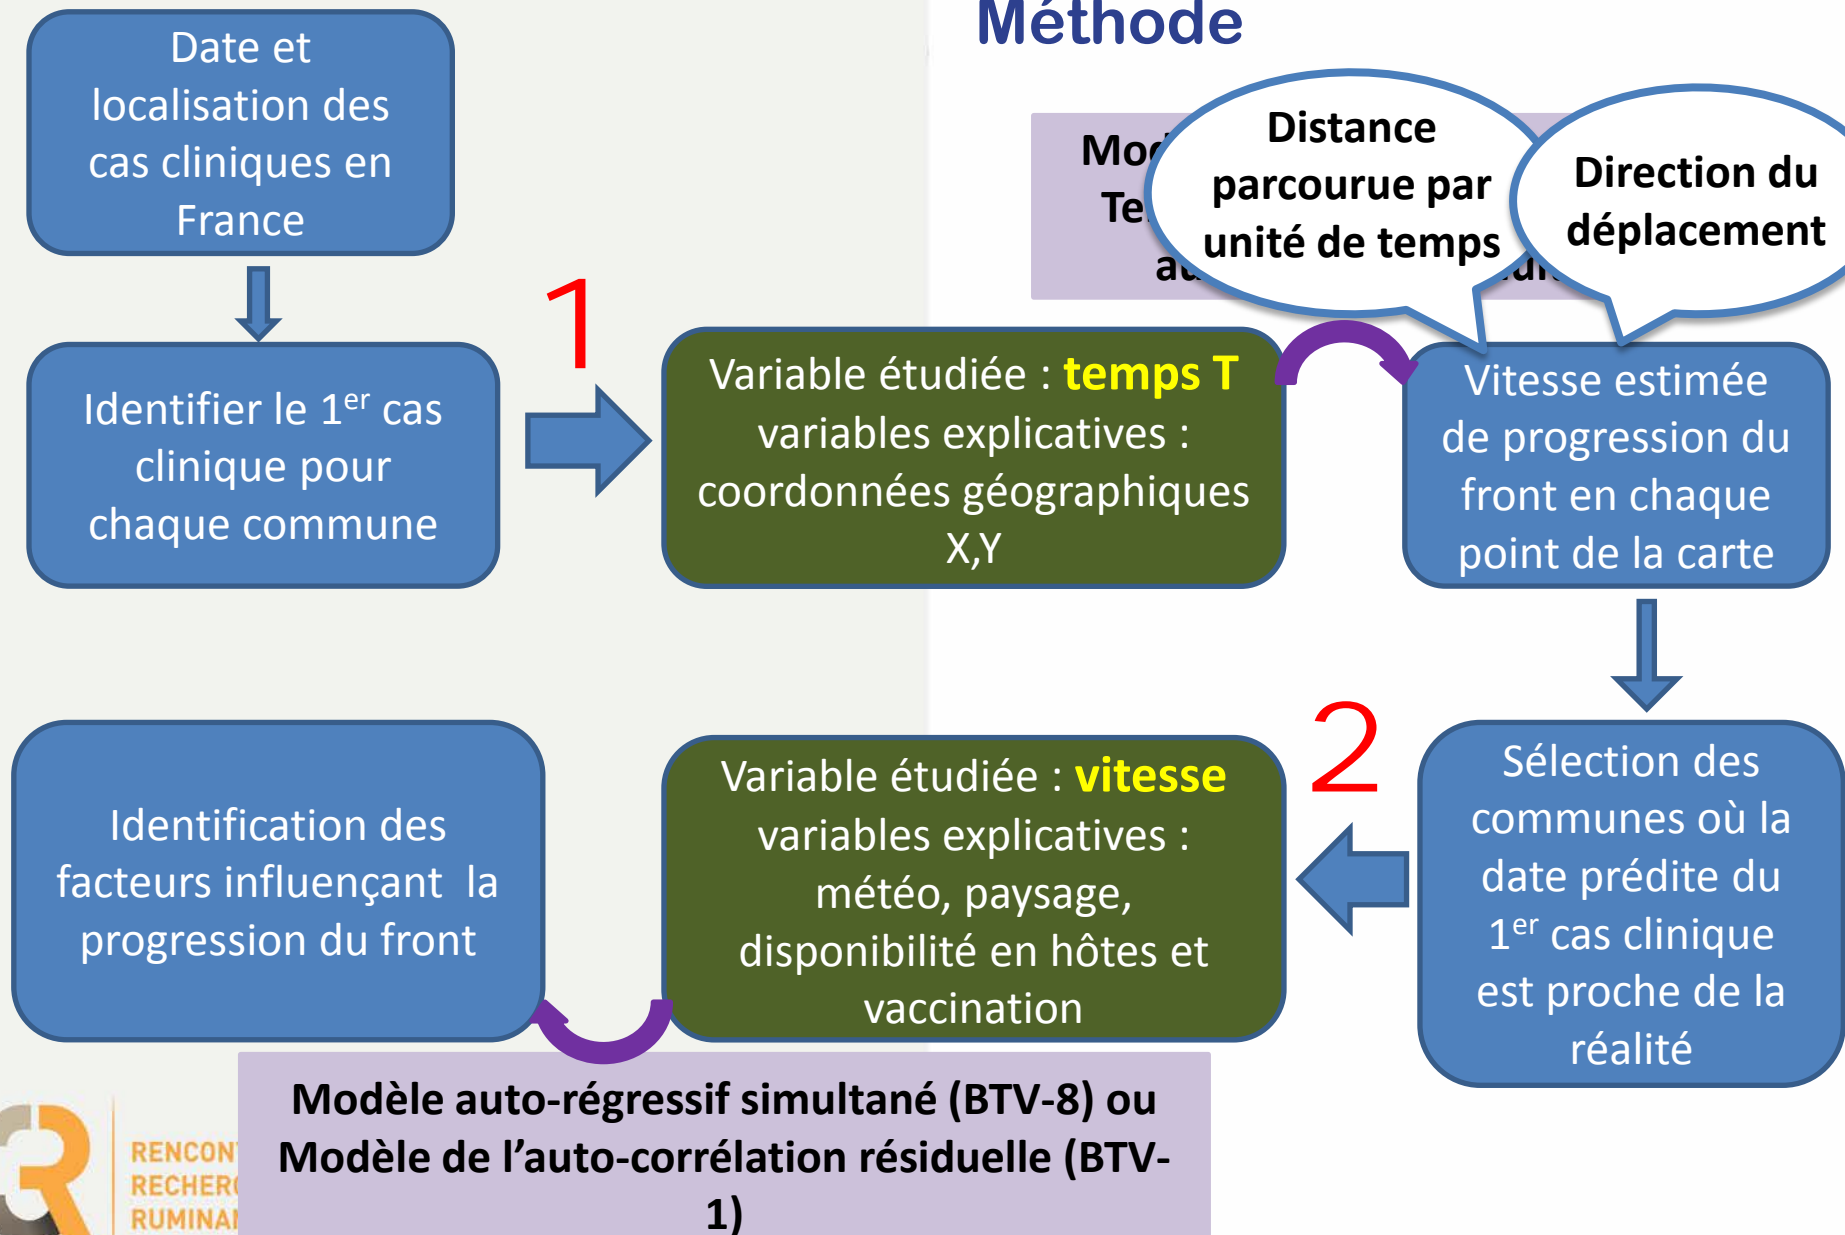 Méthode
Date et
localisation des
cas cliniques en
France
Distance
parcourue par
unité de temps
Direction du
déplacement
1
Identifier le 1er cas
clinique pour
chaque commune
Variable étudiée : temps T
variables explicatives :
coordonnées géographiques
X,Y
Vitesse estimée
de progression du
front en chaque
point de la carte
2
Sélection des
communes où la
date prédite du
1er cas clinique
est proche de la
réalité
Variable étudiée : vitesse
variables explicatives :
météo, paysage,
disponibilité en hôtes et
vaccination
Identification des
facteurs influençant la
progression du front
Modèle auto-régressif simultané (BTV-8) ou
Modèle de l’auto-corrélation résiduelle (BTV-
1)
3R